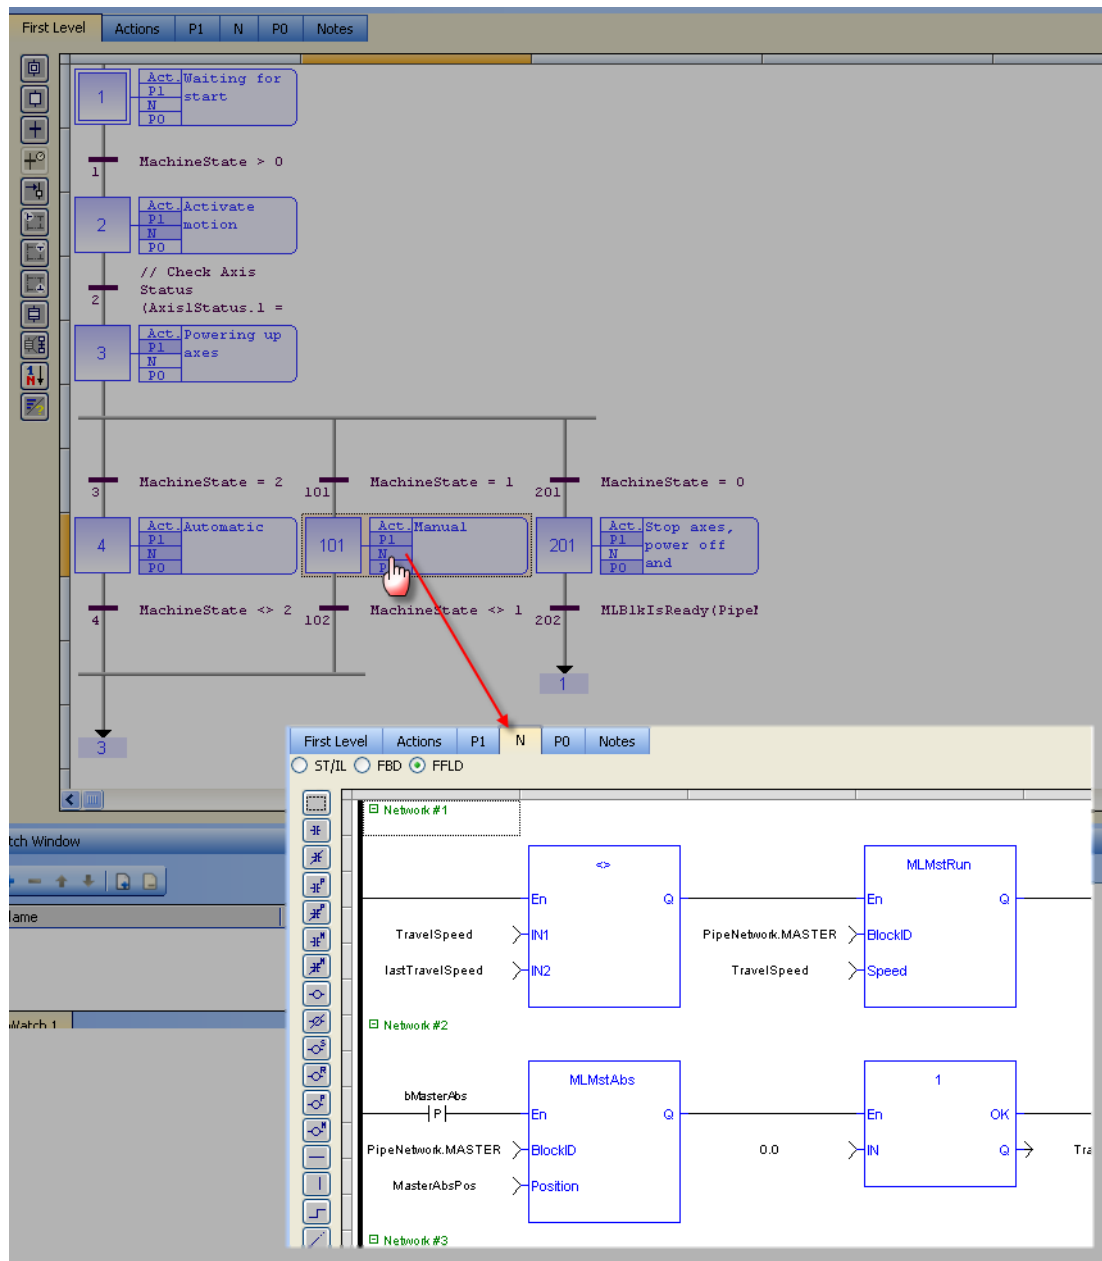 First Level Actions P1 N P0 Notes
1 Act. Waiting for
P1 start
N
P0
1 MachineState > 0
2 Act. Activate
P1 motion
N
P0
// Check Axis
2 Status
(Axis1Status.1 =
3 Act. Powering up
P1 axes
N
P0
3 MachineState = 2 101 MachineState = 1 201 MachineState = 0
4 Act. Automatic 101 Act. Manual 201 Act. Stop axes,
P1 P1 P1 power off
N N N and
P0 P0
4 MachineState <> 2 102 MachineState <> 1 202 MLBlkIsReady(PipeN
1
3
First Level Actions P1 N P0 Notes
ST/IL FBD FFLD
Network #1
<> MLMstRun
En Q En Q
TravelSpeed IN1 PipeNetwork.MASTER BlockID
lastTravelSpeed IN2 TravelSpeed Speed
Network #2
MLMstAbs 1
bMasterAbs
P En Q En OK
PipeNetwork.MASTER BlockID 0.0 IN Q Tra
MasterAbsPos Position
Network #3
tch Window
lame
Watch 1